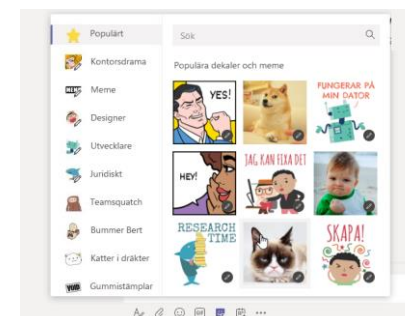 Populärt
Kontorsdrama
Meme
Designer
Utvecklare
Juridiskt
Teamsquatch
Bummer Bert
Katter i dräkter
Gummistämplar
Sök
Populära dekaler och meme
YES!
FUNGERAR PÅ
MIN DATOR
HEY!
JAG KAN FIXA DET
RESEARCH
TIME
SKAPA!